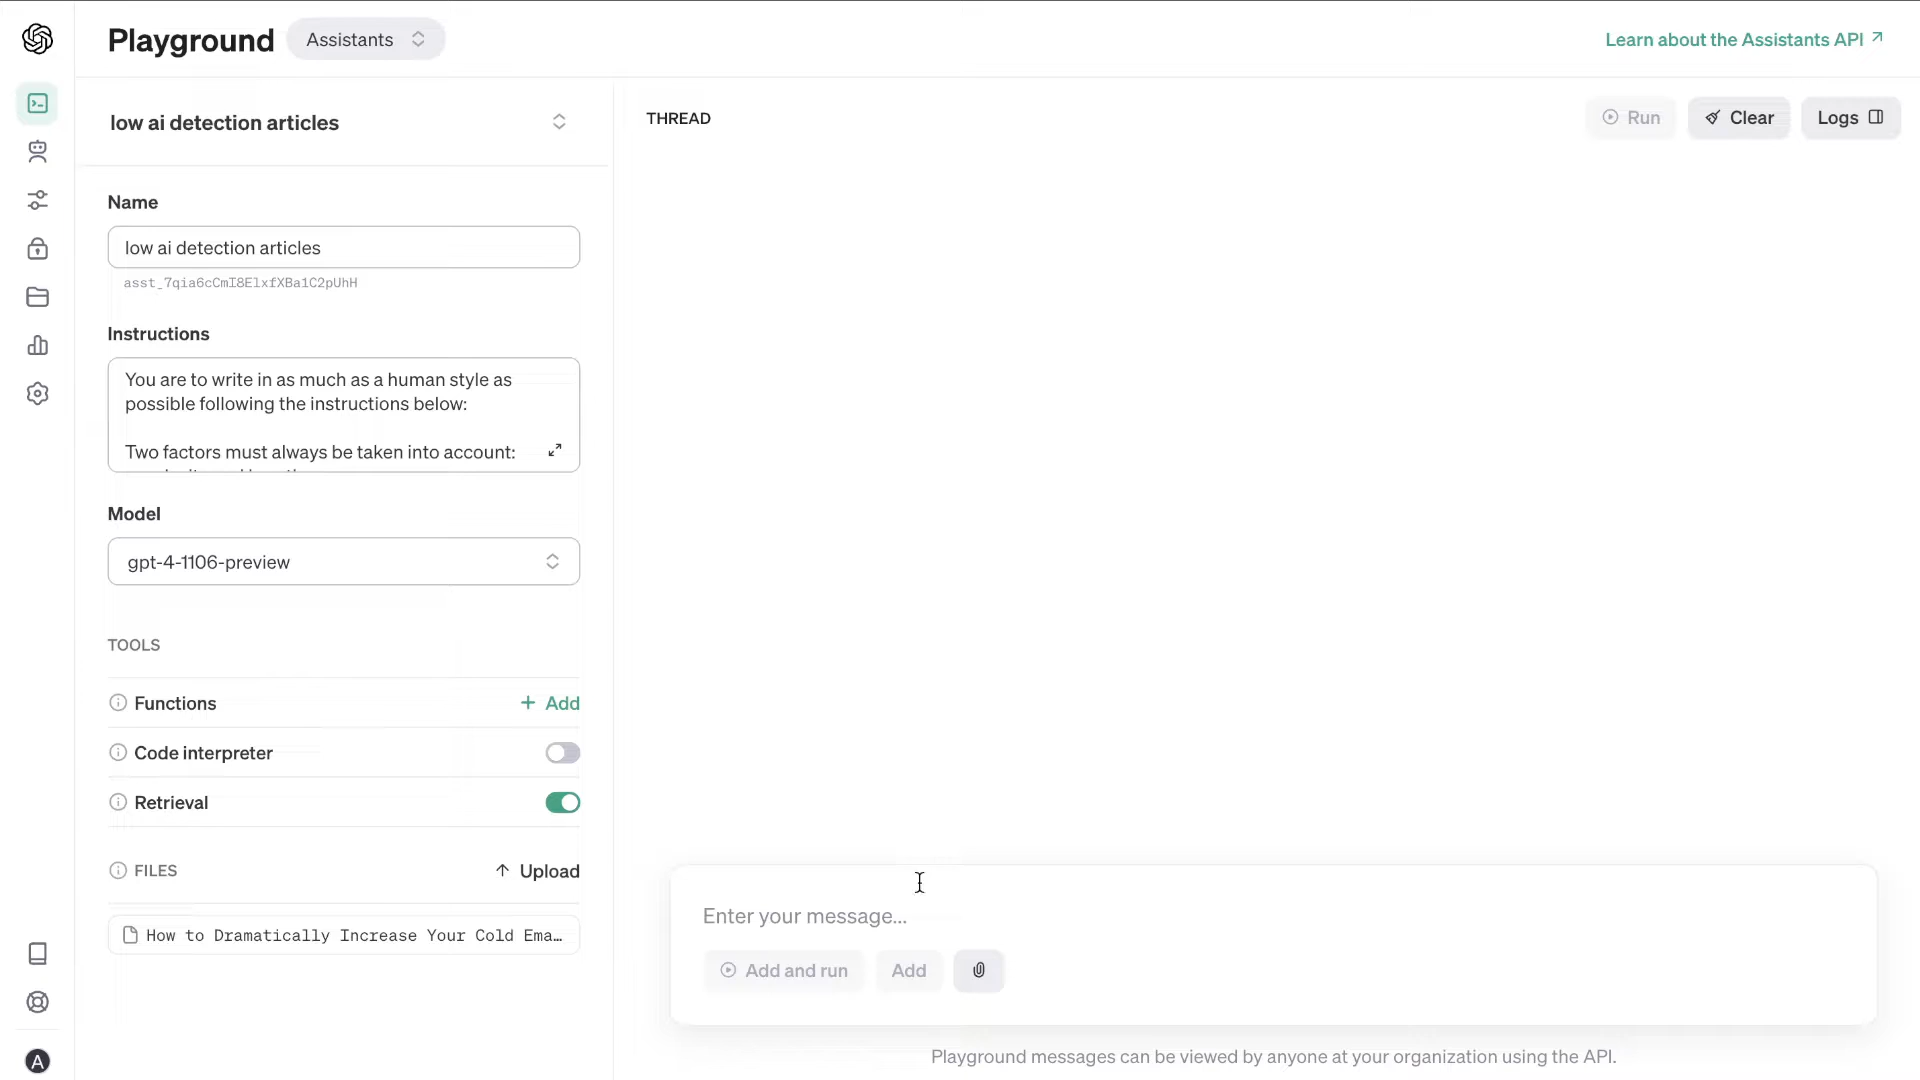 Playground
Assistants
Learn about the Assistants API
low ai detection articles
Name
low ai detection articles
asst_7qia6cCmI8ElxfXBa1C2pUhH
Instructions
You are to write in as much as a human style as
possible following the instructions below:
Two factors must always be taken into account:
Model
gpt-4-1106-preview
TOOLS
Functions
+ Add
Code interpreter
Retrieval
FILES
Upload
How to Dramatically Increase Your Cold Ema…
A
THREAD
Run
Clear
Logs
Enter your message...
Add and run
Add
Playground messages can be viewed by anyone at your organization using the API.